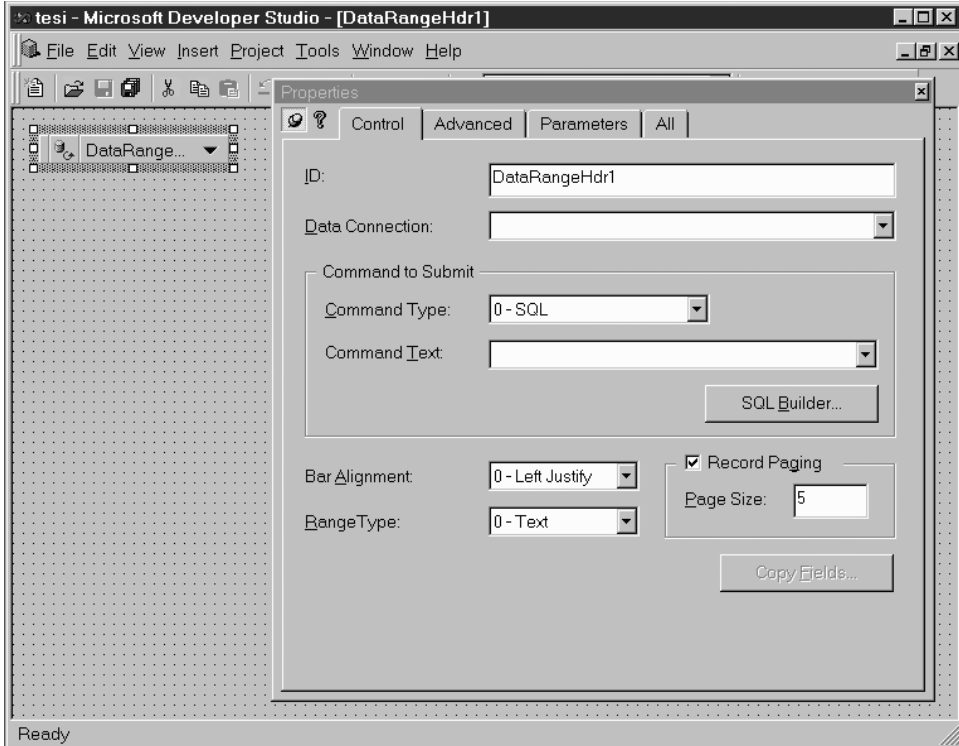 tesi - Microsoft Developer Studio - [DataRangeHdr1]
File Edit View Insert Project Tools Window Help
Properties
Control Advanced Parameters All
DataRange...
ID: DataRangeHdr1
Data Connection:
Command to Submit
Command Type: 0 - SQL
Command Text:
SQL Builder...
Bar Alignment: 0 - Left Justify
Record Paging
Page Size: 5
RangeType: 0 - Text
Copy Fields...
Ready